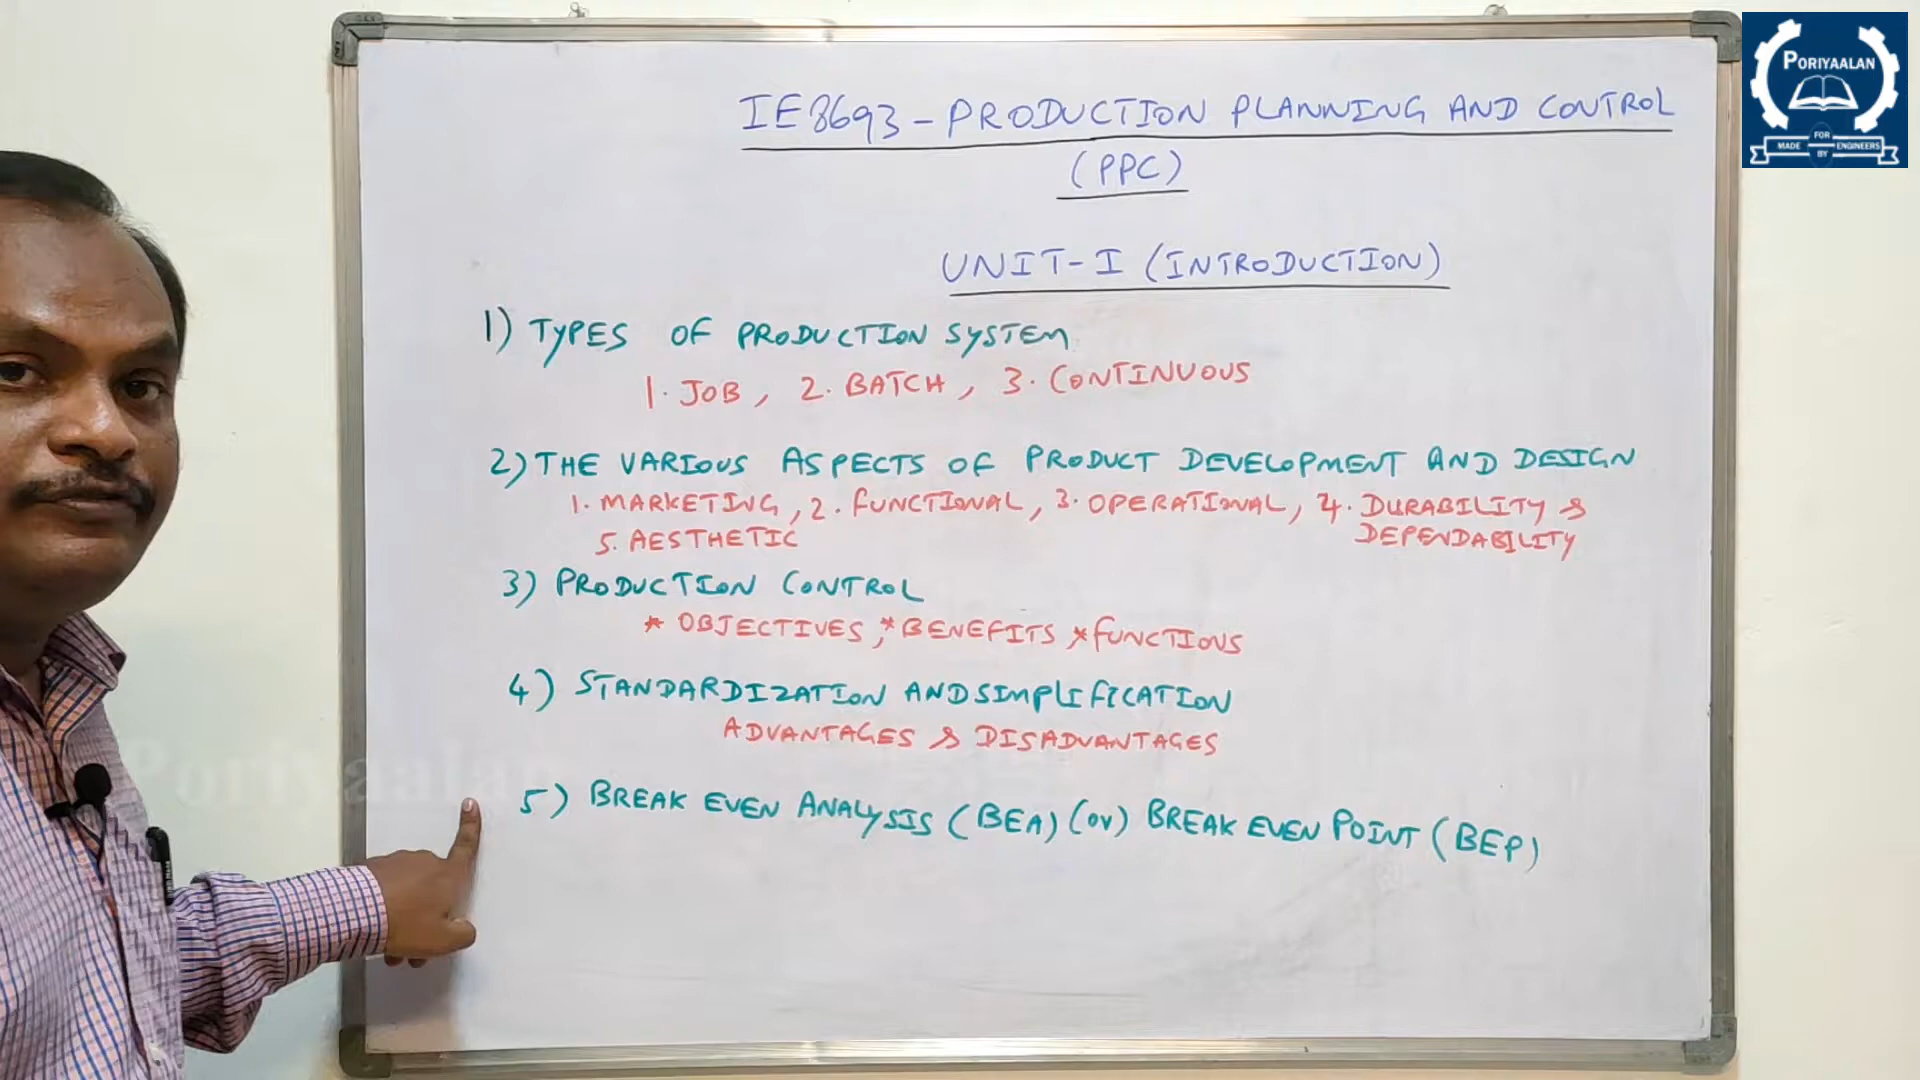 IE8693 - PRODUCTION PLANNING AND CONTROL
(PPC)
UNIT-I (INTRODUCTION)
1) TYPES OF PRODUCTION SYSTEM
1. JOB, 2. BATCH, 3. CONTINUOUS
2) THE VARIOUS ASPECTS OF PRODUCT DEVELOPMENT AND DESIGN
1. MARKETING, 2. FUNCTIONAL, 3. OPERATIONAL, 4. DURABILITY &
DEPENDABILITY
5. AESTHETIC
3) PRODUCTION CONTROL
* OBJECTIVES, * BENEFITS * FUNCTIONS
4) STANDARDIZATION AND SIMPLIFICATION
ADVANTAGES & DISADVANTAGES
5) BREAK EVEN ANALYSIS (BEA) (or) BREAK EVEN POINT (BEP)
PORIYAALAN
MADE FOR BY ENGINEERS
Poriyaalan